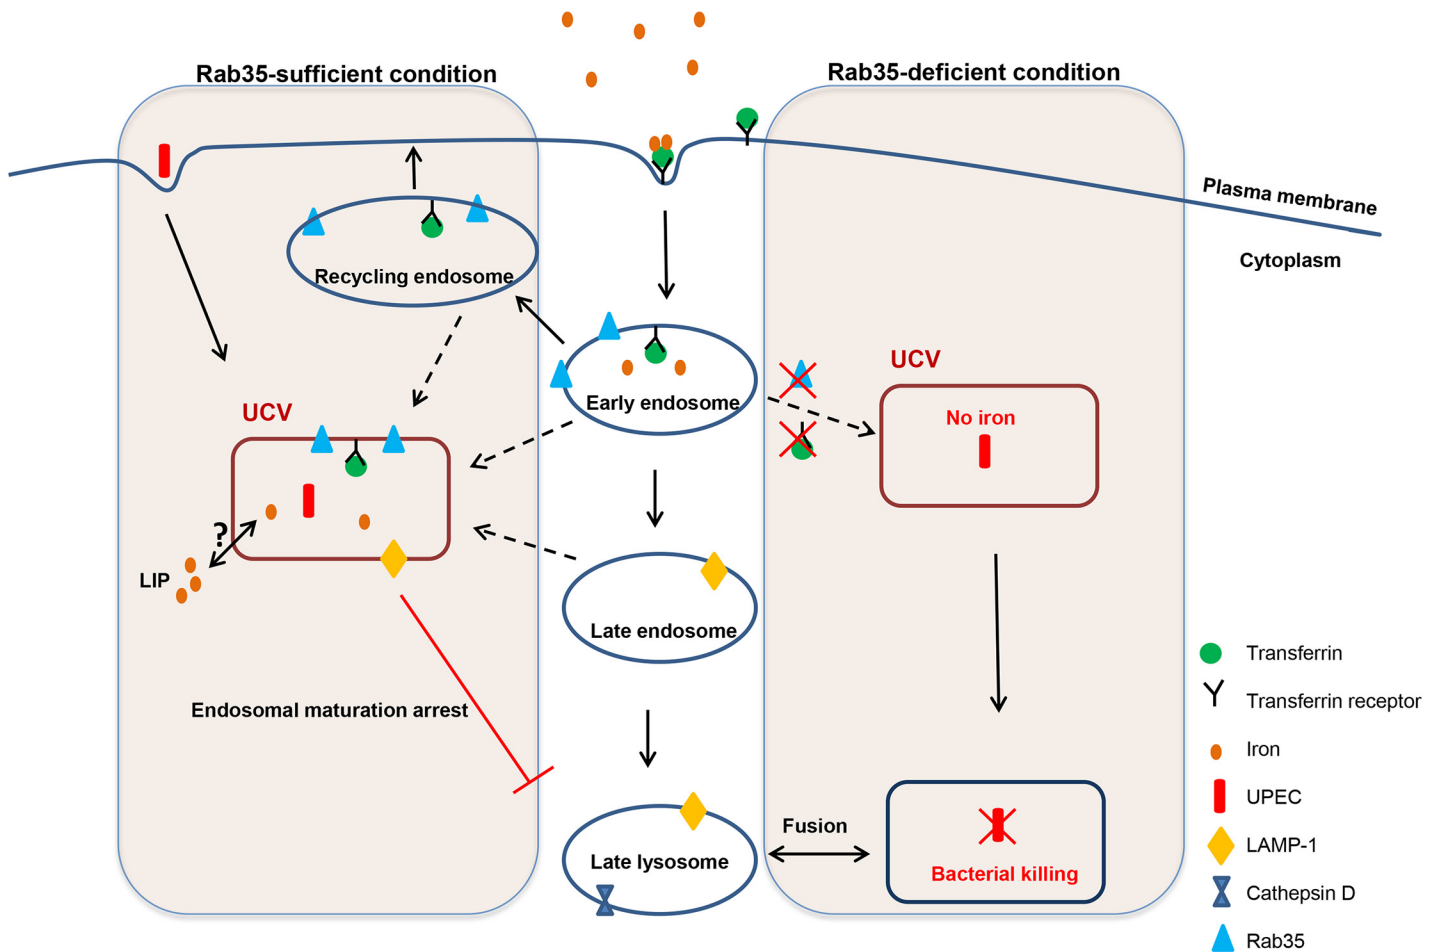 Rab35-sufficient condition
Rab35-deficient condition
Plasma membrane
Cytoplasm
Recycling endosome
Early endosome
UCV
No iron
UCV
?
LIP
Late endosome
Endosomal maturation arrest
Late lysosome
Fusion
Bacterial killing
Transferrin
Transferrin receptor
Iron
UPEC
LAMP-1
Cathepsin D
Rab35